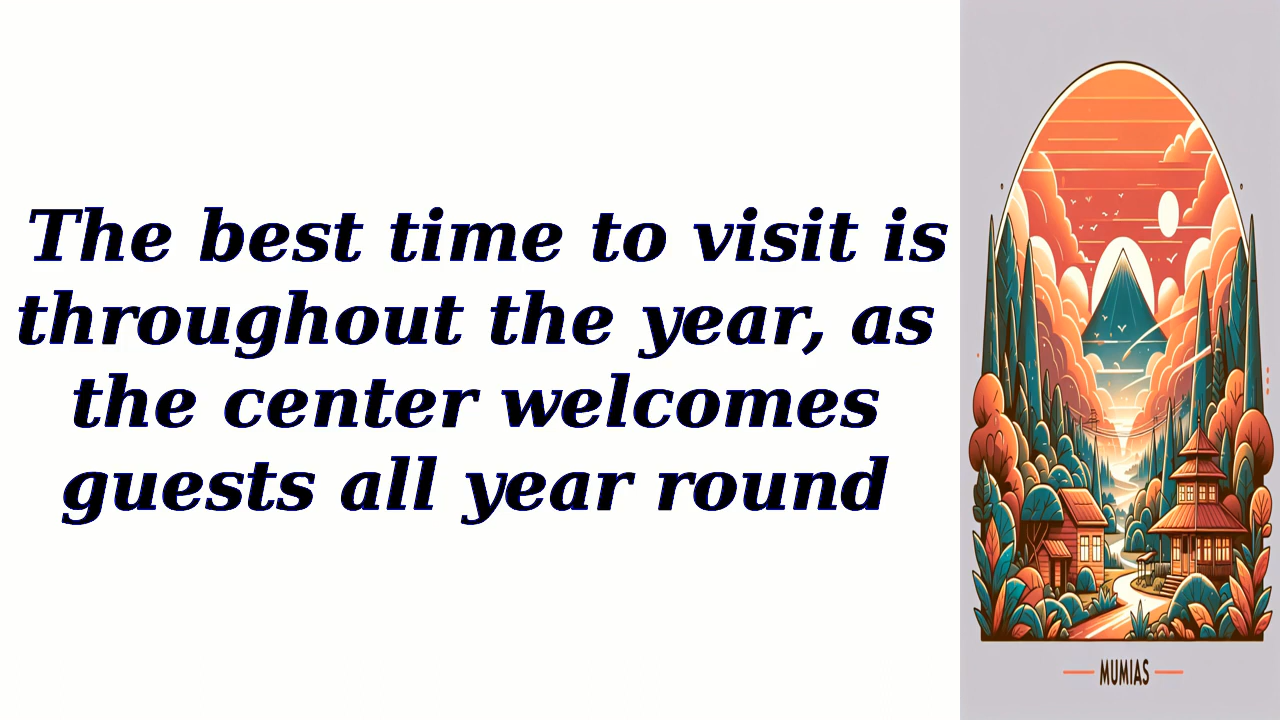 The best time to visit is
throughout the year, as
the center welcomes
guests all year round
MUMIAS